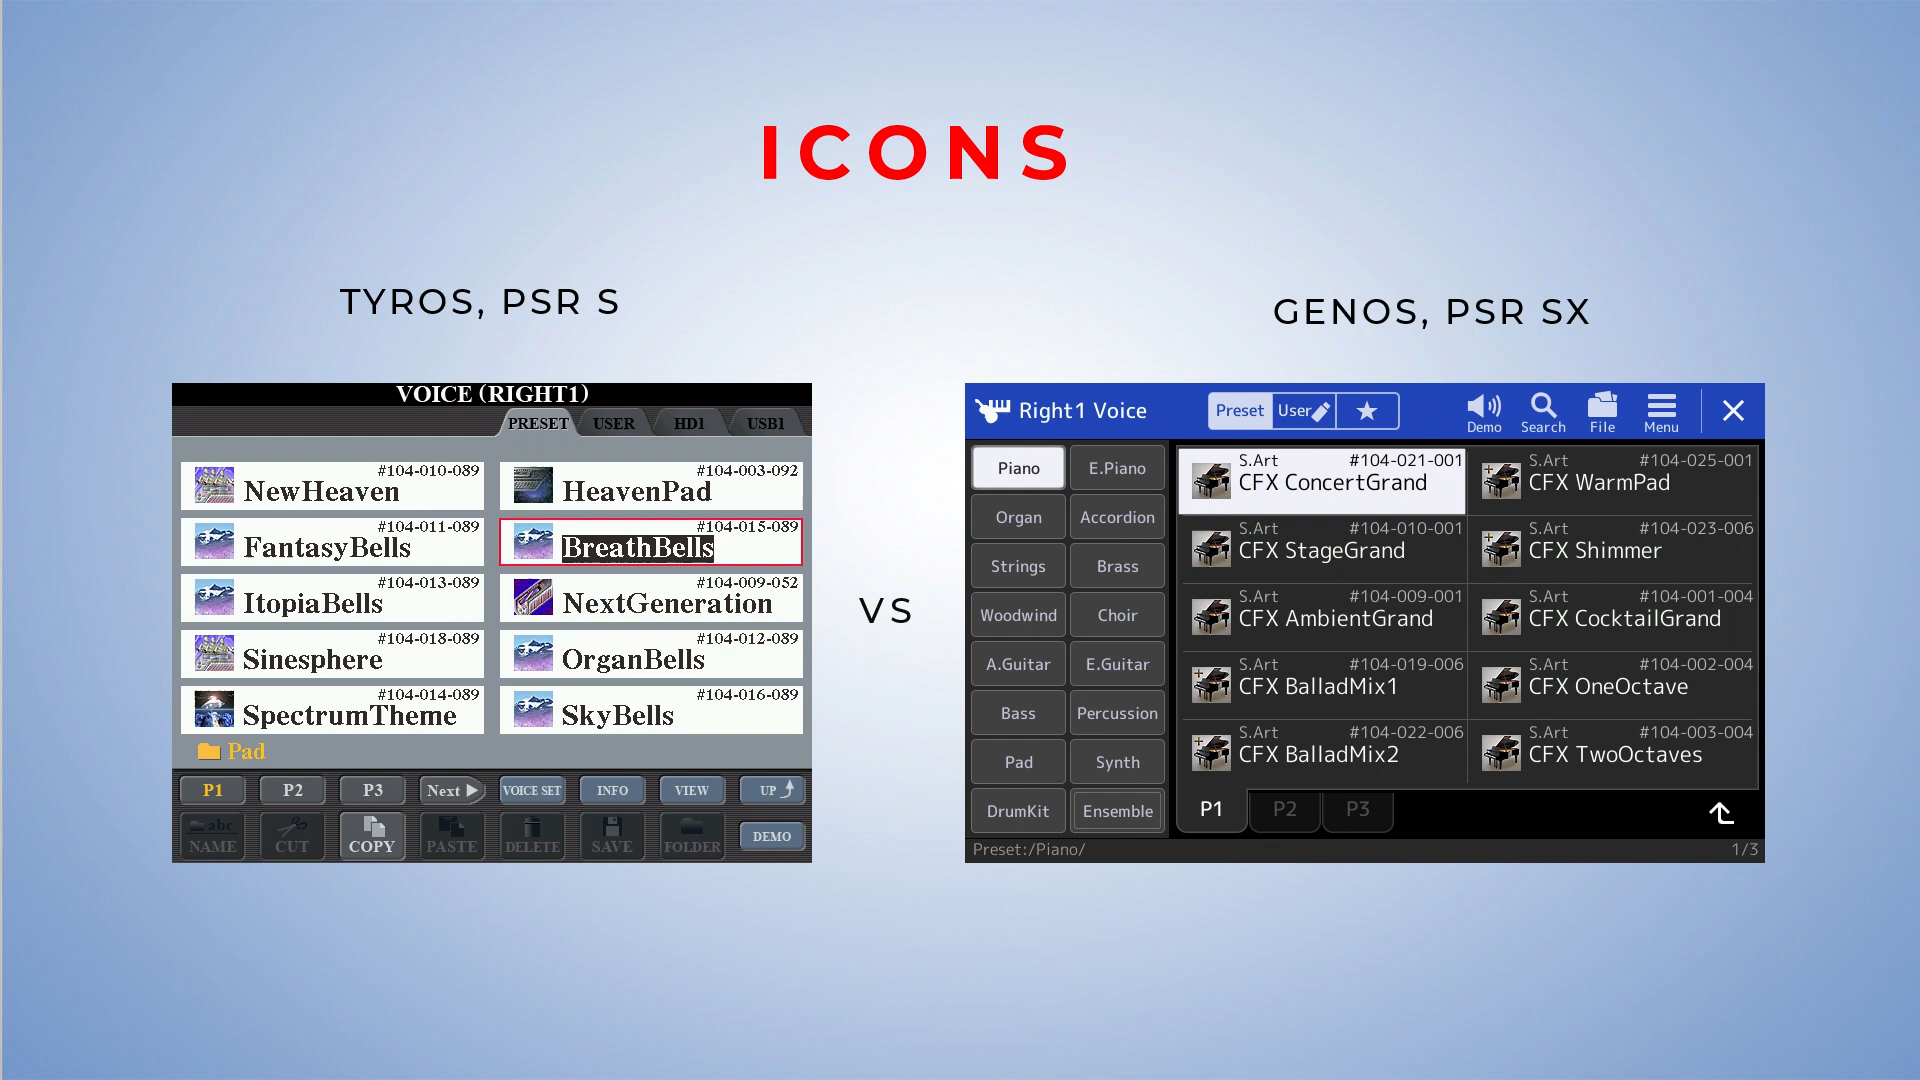 ICONS
TYROS, PSR S
GENOS, PSR SX
VS
VOICE (RIGHT1)
PRESET USER HD1 USB1
#104-010-089
NewHeaven
#104-003-092
HeavenPad
#104-011-089
FantasyBells
#104-015-089
BreathBells
#104-013-089
ItopiaBells
#104-009-052
NextGeneration
#104-018-089
Sinesphere
#104-012-089
OrganBells
#104-014-089
SpectrumTheme
#104-016-089
SkyBells
Pad
P1 P2 P3 Next VOICE SET INFO VIEW UP
abc
NAME CUT COPY PASTE DELETE SAVE FOLDER DEMO
Right1 Voice
Preset User
Demo Search File Menu
Piano E.Piano
Organ Accordion
Strings Brass
Woodwind Choir
A.Guitar E.Guitar
Bass Percussion
Pad Synth
DrumKit Ensemble
S.Art #104-021-001
CFX ConcertGrand
S.Art #104-025-001
CFX WarmPad
S.Art #104-010-001
CFX StageGrand
S.Art #104-023-006
CFX Shimmer
S.Art #104-009-001
CFX AmbientGrand
S.Art #104-001-004
CFX CocktailGrand
S.Art #104-019-006
CFX BalladMix1
S.Art #104-002-004
CFX OneOctave
S.Art #104-022-006
CFX BalladMix2
S.Art #104-003-004
CFX TwoOctaves
P1 P2 P3
Preset:/Piano/ 1/3